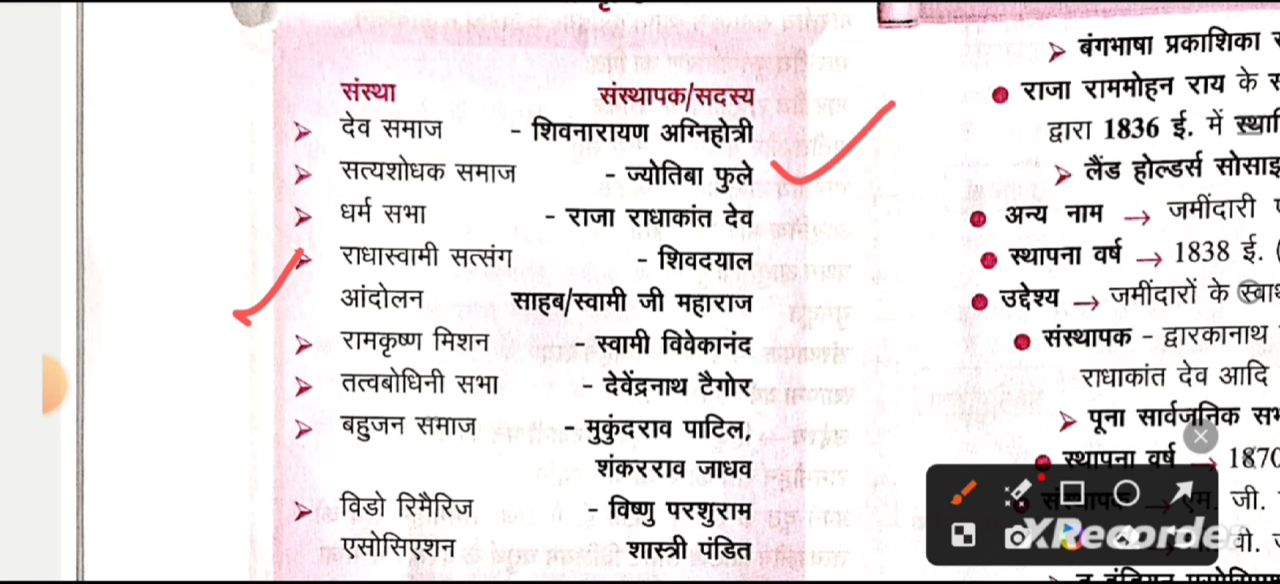 संस्था संस्थापक/सदस्य
➢ देव समाज - शिवनारायण अग्निहोत्री
➢ सत्यशोधक समाज - ज्योतिबा फुले
➢ धर्म सभा - राजा राधाकांत देव
➢ राधास्वामी सत्संग - शिवदयाल
आंदोलन साहब/स्वामी जी महाराज
➢ रामकृष्ण मिशन - स्वामी विवेकानंद
➢ तत्वबोधिनी सभा - देवेंद्रनाथ टैगोर
➢ बहुजन समाज - मुकुंदराव पाटिल,
शंकरराव जाधव
➢ विडो रिमैरिज - विष्णु परशुराम
एसोसिएशन शास्त्री पंडित
➢ बंगभाषा प्रकाशिका
● राजा राममोहन राय के
द्वारा 1836 ई. में
➢ लैंड होल्डर्स
● अन्य नाम → जमींदारी
● स्थापना वर्ष → 1838 ई. (
● उद्देश्य → जमींदारों के
● संस्थापक - द्वारकानाथ
राधाकांत देव आदि
➢ पूना सार्वजनिक
● स्थापना वर्ष → 1870
● संस्थापक → एम. जी.
XRecorder